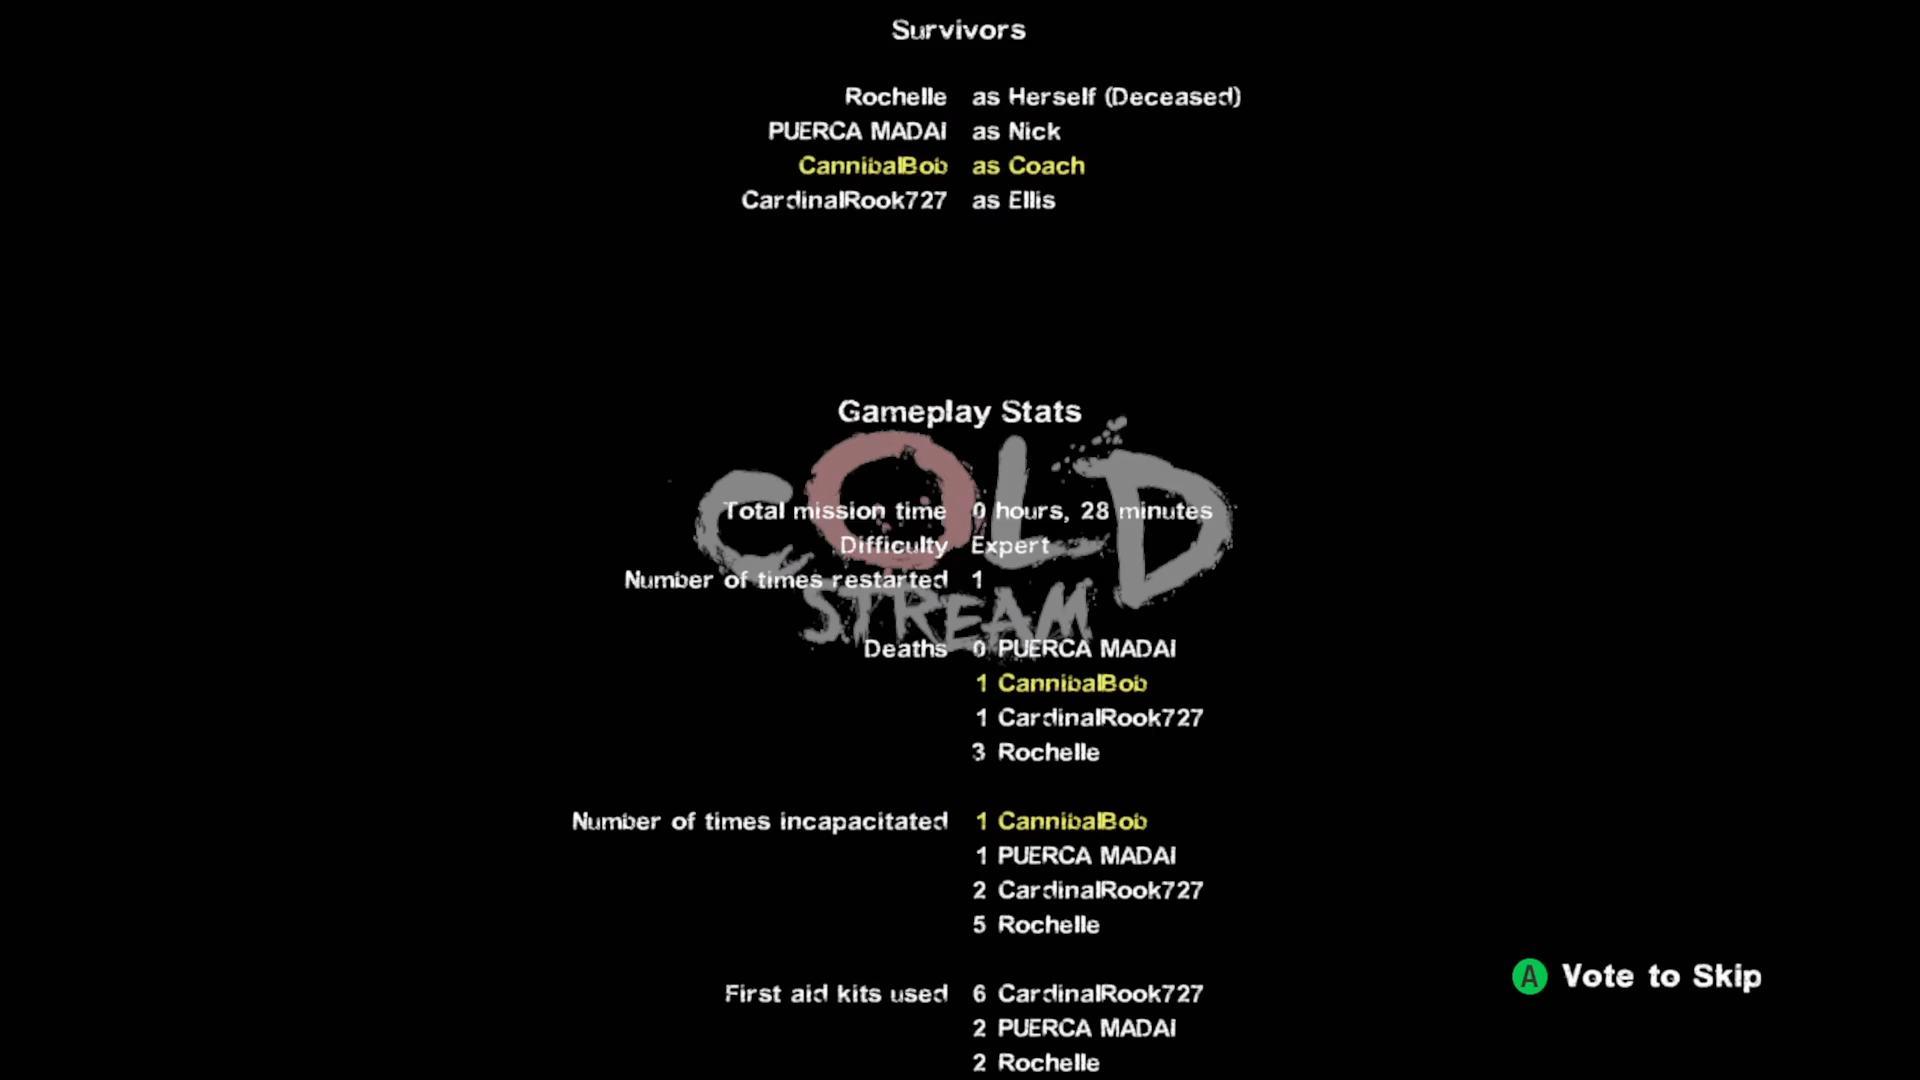 Survivors
Rochelle as Herself (Deceased)
PUERCA MADAi as Nick
CannibalBob as Coach
CardinalRook727 as Ellis
Gameplay Stats
COLD
STREAM
Total mission time 0 hours, 28 minutes
Difficulty Expert
Number of times restarted 1
Deaths 0 PUERCA MADAi
1 CannibalBob
1 CardinalRook727
3 Rochelle
Number of times incapacitated 1 CannibalBob
1 PUERCA MADAi
2 CardinalRook727
5 Rochelle
A Vote to Skip
First aid kits used 6 CardinalRook727
2 PUERCA MADAi
2 Rochelle